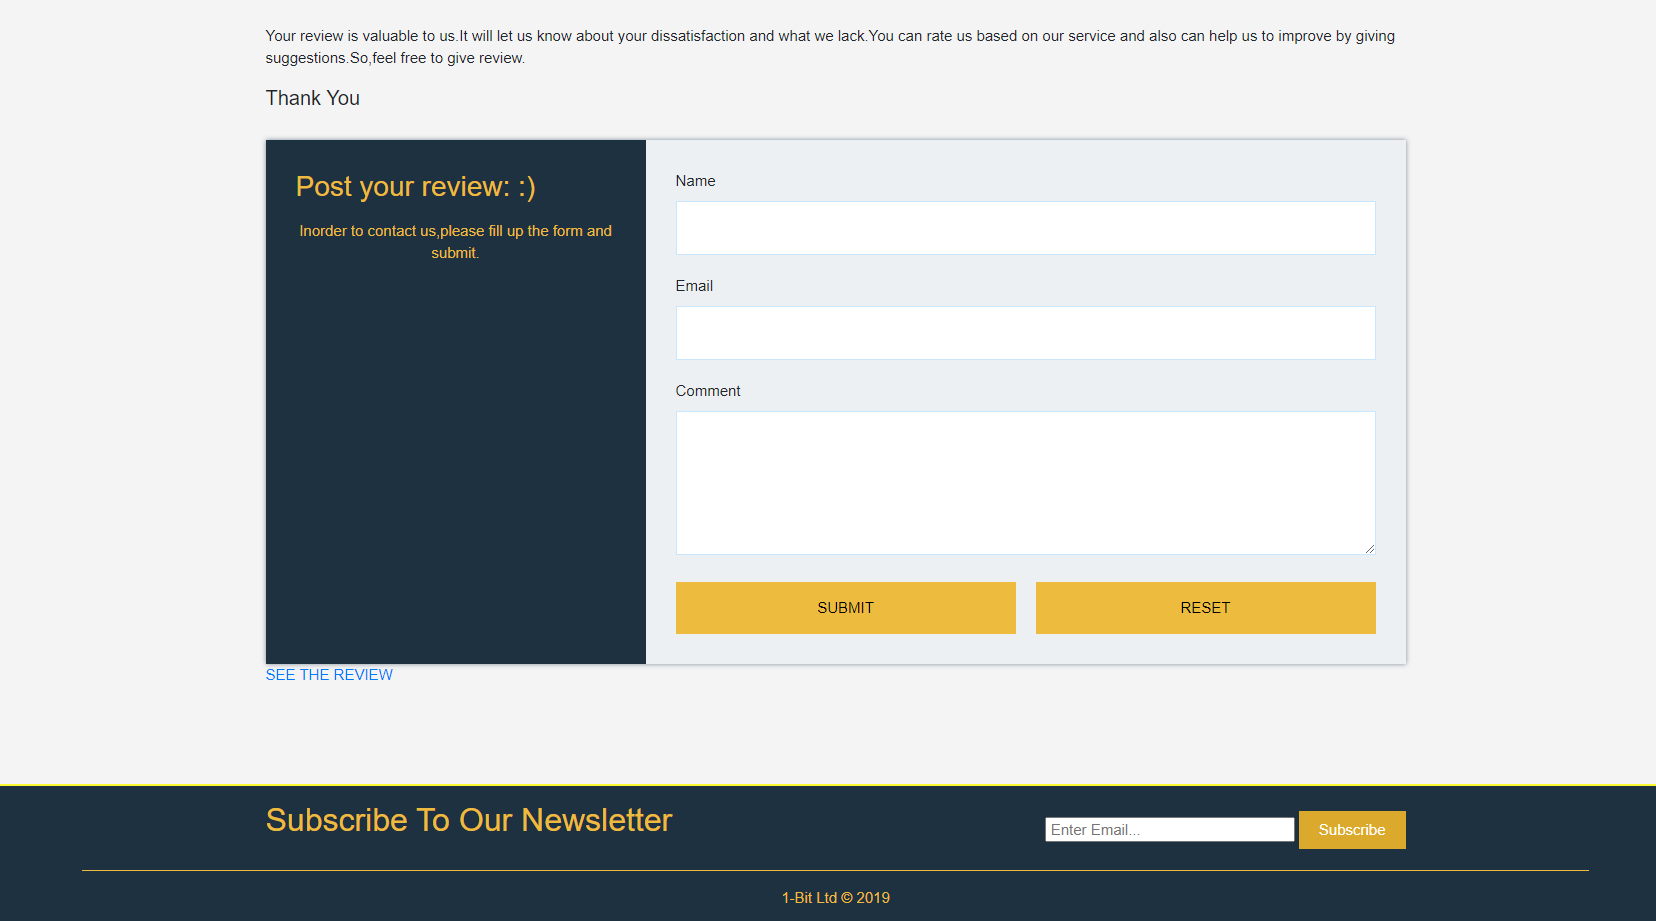 Your review is valuable to us.It will let us know about your dissatisfaction and what we lack.You can rate us based on our service and also can help us to improve by giving
suggestions.So,feel free to give review.
Thank You
Post your review: :)
Inorder to contact us,please fill up the form and
submit.
Name
Email
Comment
SUBMIT
RESET
SEE THE REVIEW
Subscribe To Our Newsletter
Enter Email...
Subscribe
1-Bit Ltd © 2019